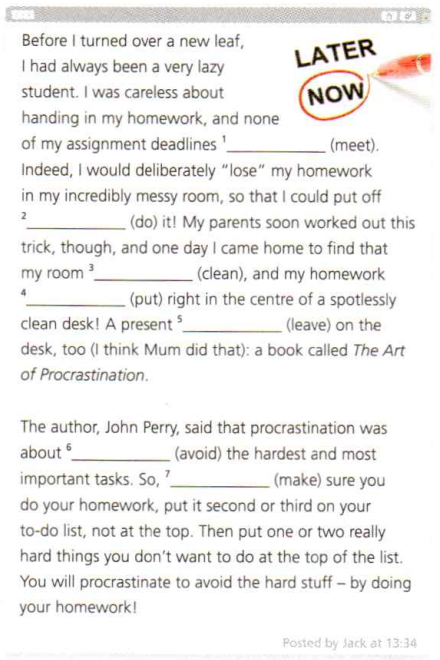 Before I turned over a new leaf,
I had always been a very lazy
student. I was careless about
handing in my homework, and none
of my assignment deadlines ¹____________ (meet).
Indeed, I would deliberately “lose” my homework
in my incredibly messy room, so that I could put off
²____________ (do) it! My parents soon worked out this
trick, though, and one day I came home to find that
my room ³____________ (clean), and my homework
⁴____________ (put) right in the centre of a spotlessly
clean desk! A present ⁵____________ (leave) on the
desk, too (I think Mum did that): a book called The Art
of Procrastination.
LATER
NOW
The author, John Perry, said that procrastination was
about ⁶____________ (avoid) the hardest and most
important tasks. So, ⁷____________ (make) sure you
do your homework, put it second or third on your
to-do list, not at the top. Then put one or two really
hard things you don’t want to do at the top of the list.
You will procrastinate to avoid the hard stuff – by doing
your homework!
Posted by Jack at 13:34